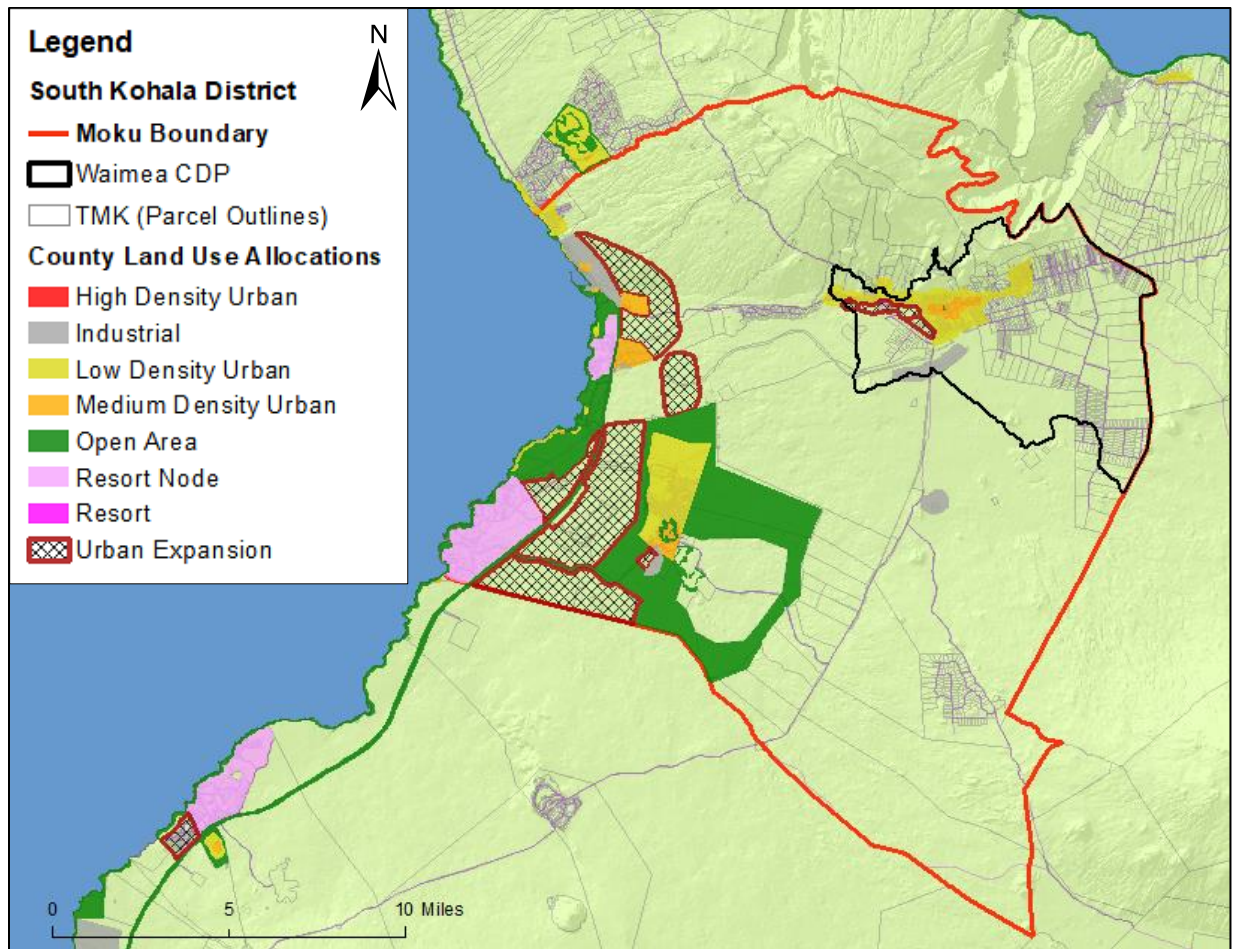 Legend
N
South Kohala District
Moku Boundary
Waimea CDP
TMK (Parcel Outlines)
County Land Use Allocations
High Density Urban
Industrial
Low Density Urban
Medium Density Urban
Open Area
Resort Node
Resort
Urban Expansion
0 5 10 Miles